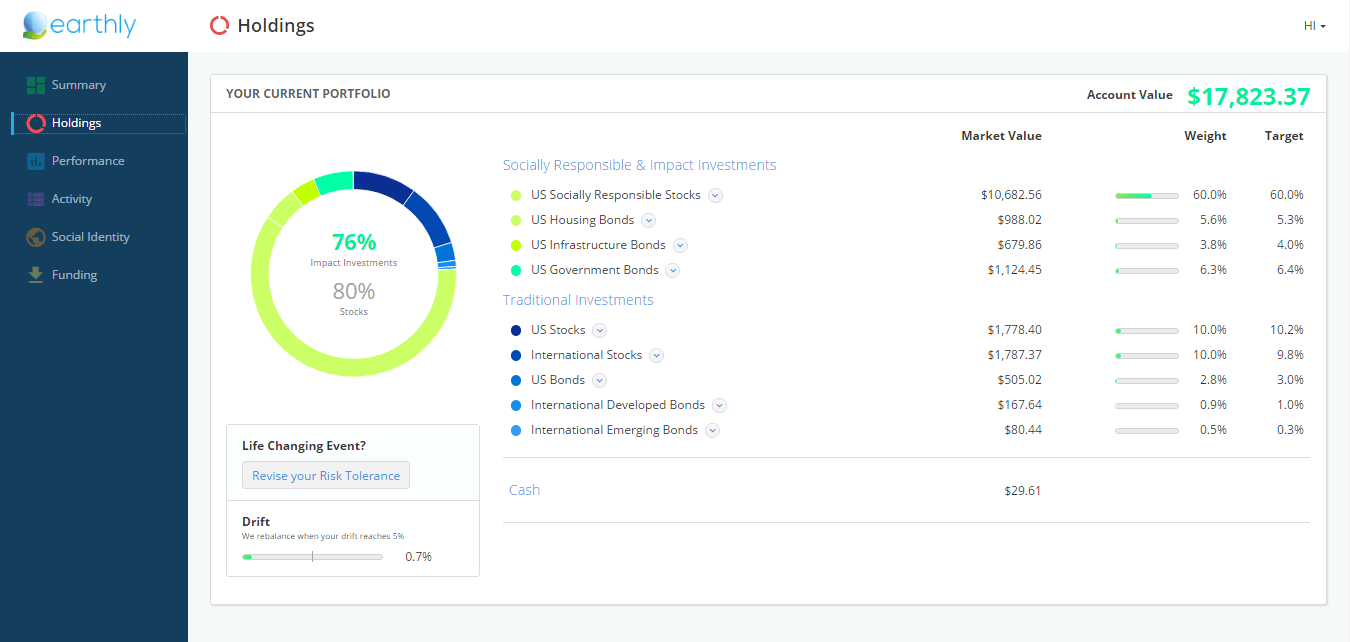 earthly
Holdings
HI
Summary
Holdings
Performance
Activity
Social Identity
Funding
YOUR CURRENT PORTFOLIO
Account Value $17,823.37
Market Value Weight Target
Socially Responsible & Impact Investments
US Socially Responsible Stocks $10,682.56 60.0% 60.0%
US Housing Bonds $988.02 5.6% 5.3%
US Infrastructure Bonds $679.86 3.8% 4.0%
US Government Bonds $1,124.45 6.3% 6.4%
Traditional Investments
US Stocks $1,778.40 10.0% 10.2%
International Stocks $1,787.37 10.0% 9.8%
US Bonds $505.02 2.8% 3.0%
International Developed Bonds $167.64 0.9% 1.0%
International Emerging Bonds $80.44 0.5% 0.3%
Cash $29.61
76%
Impact Investments
80%
Stocks
Life Changing Event?
Revise your Risk Tolerance
Drift
We rebalance when your drift reaches 5%
0.7%